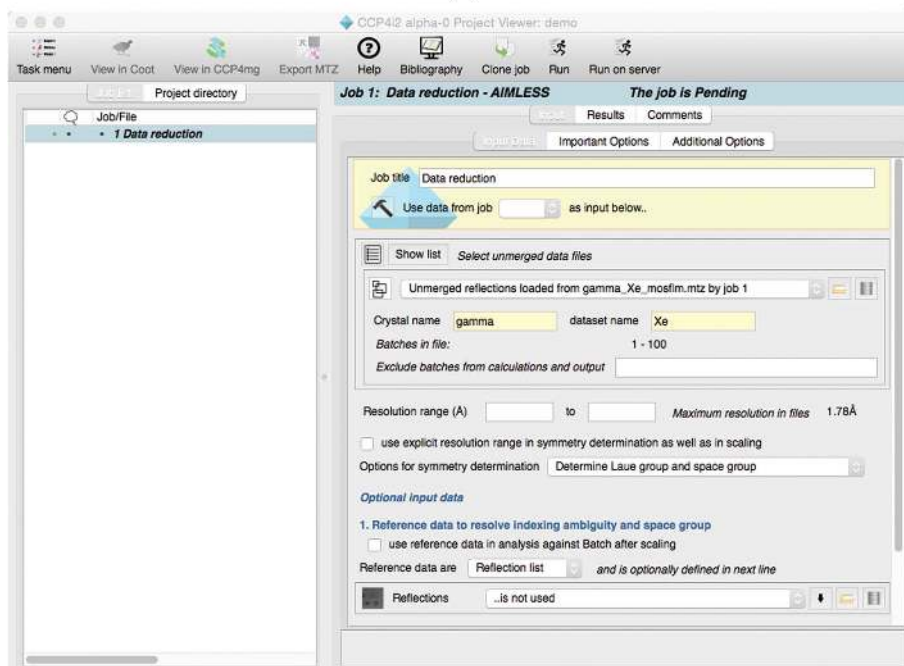 CCP4i2 alpha-0 Project Viewer: demo
Task menu View in Coot View in CCP4mg Export MTZ Help Bibliography Clone job Run Run on server
Job list Project directory
Job 1: Data reduction - AIMLESS The job is Pending
Job/File
1 Data reduction
Input Results Comments
Input Data Important Options Additional Options
Job title Data reduction
Use data from job as input below..
Show list Select unmerged data files
Unmerged reflections loaded from gamma_Xe_mosflm.mtz by job 1
Crystal name gamma dataset name Xe
Batches in file: 1 - 100
Exclude batches from calculations and output
Resolution range (Å) to Maximum resolution in files 1.78Å
use explicit resolution range in symmetry determination as well as in scaling
Options for symmetry determination Determine Laue group and space group
Optional input data
1. Reference data to resolve indexing ambiguity and space group
use reference data in analysis against Batch after scaling
Reference data are Reflection list and is optionally defined in next line
Reflections ..is not used